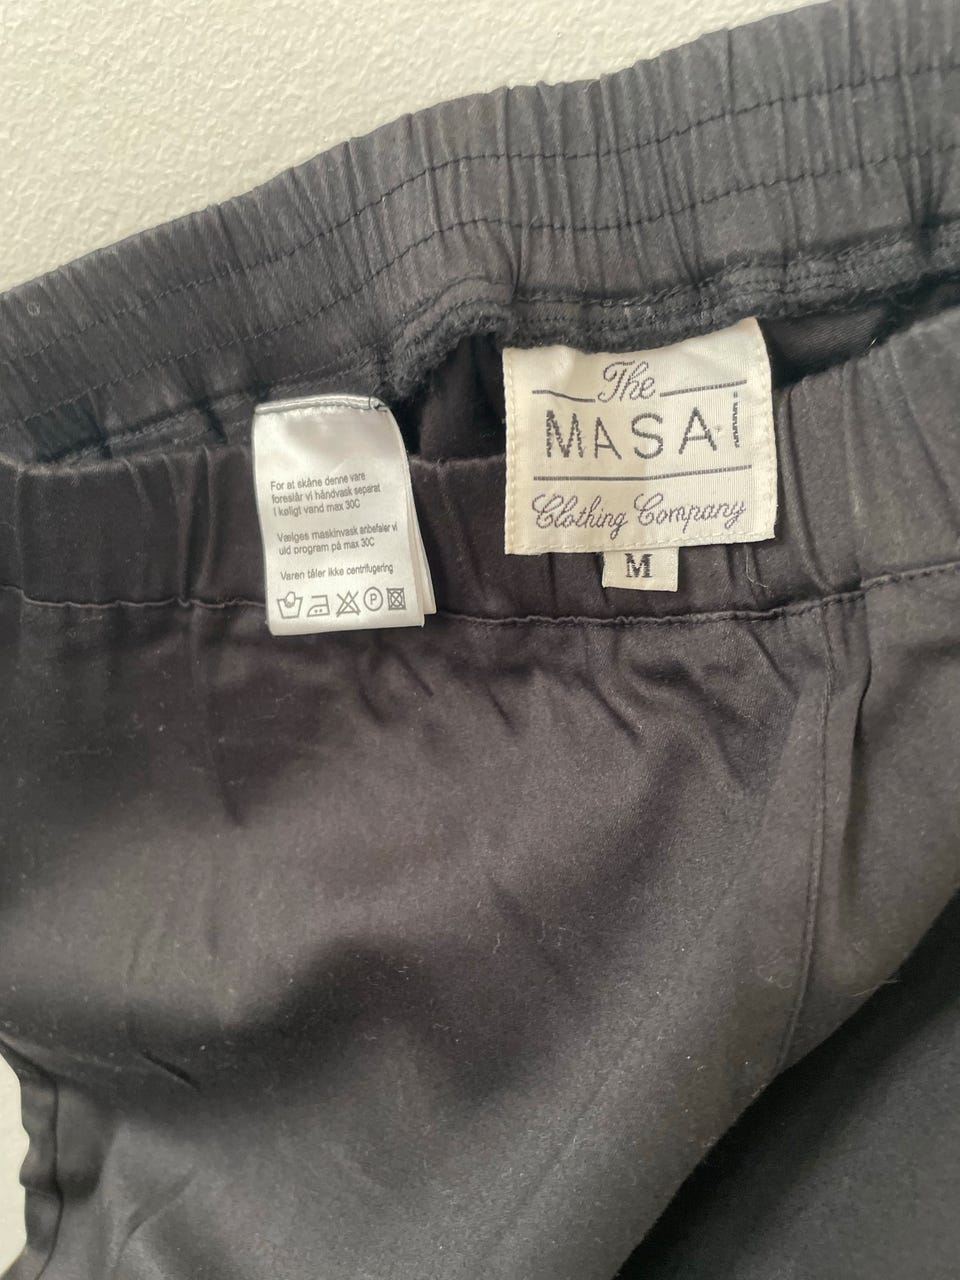 The
MASAi
Clothing Company
M
For at skåne denne vare
foreslår vi håndvask separat
I køligt vand max 30C
Vælges maskinvask anbefaler vi
uld program på max 30C
Varen tåler ikke centrifugering
P